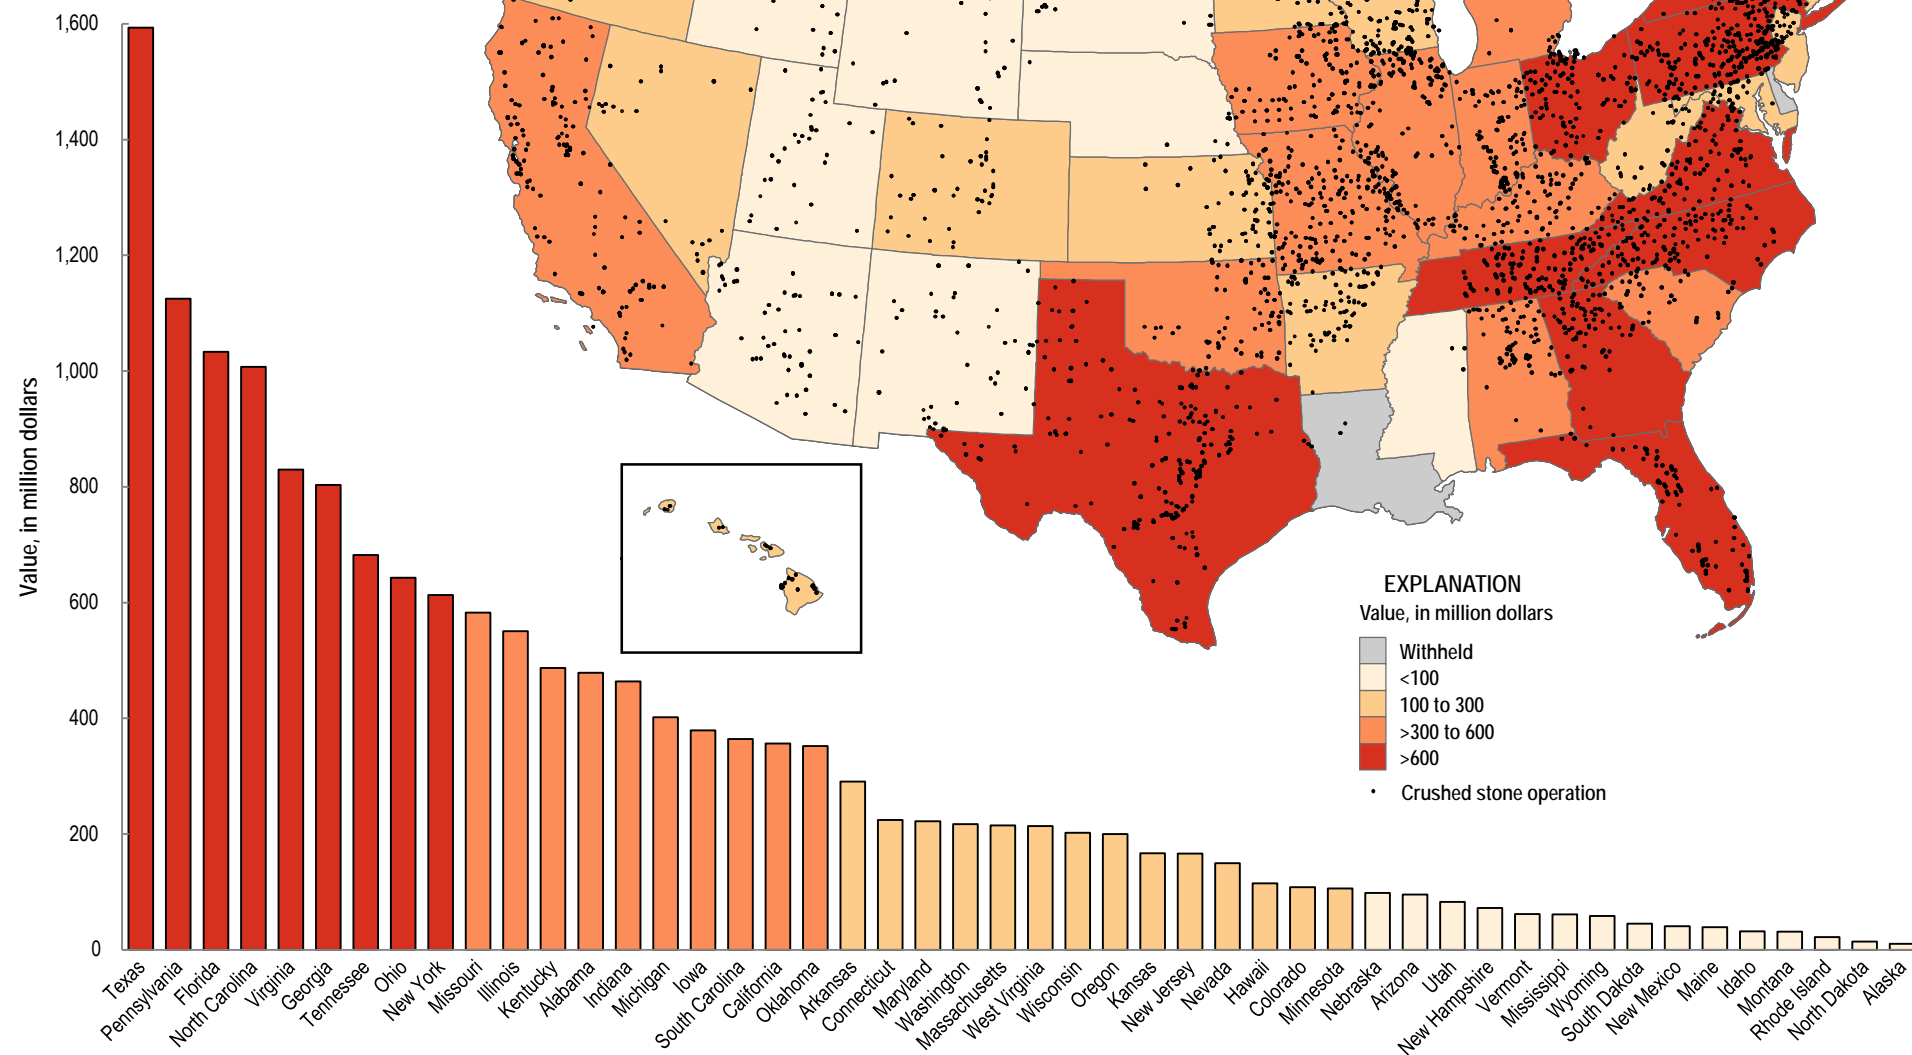 Value, in million dollars
1,600
1,400
1,200
1,000
800
600
400
200
0
Texas
Pennsylvania
Florida
North Carolina
Virginia
Georgia
Tennessee
Ohio
New York
Missouri
Illinois
Kentucky
Alabama
Indiana
Michigan
Iowa
South Carolina
California
Oklahoma
Arkansas
Connecticut
Maryland
Washington
Massachusetts
West Virginia
Wisconsin
Oregon
Kansas
New Jersey
Nevada
Hawaii
Colorado
Minnesota
Nebraska
Arizona
Utah
New Hampshire
Vermont
Mississippi
Wyoming
South Dakota
New Mexico
Maine
Idaho
Montana
Rhode Island
North Dakota
Alaska
EXPLANATION
Value, in million dollars
Withheld
<100
100 to 300
>300 to 600
>600
Crushed stone operation